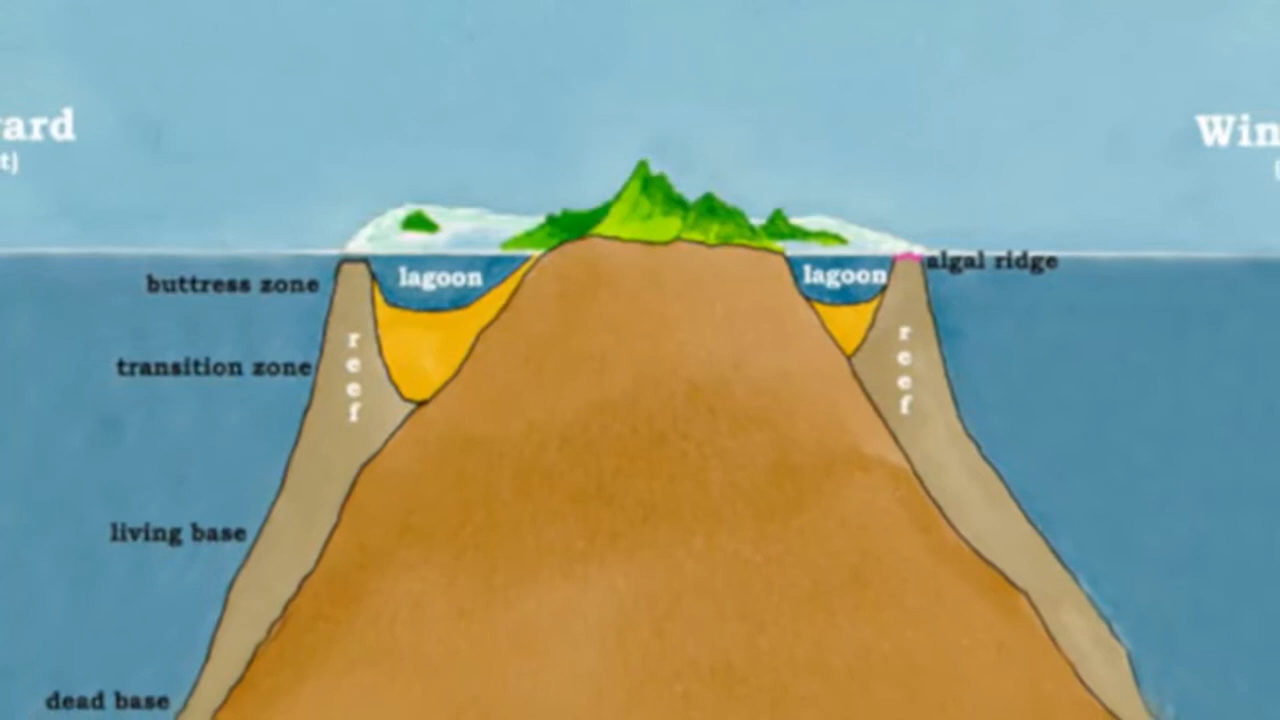 ard
t)
Win
lagoon
lagoon
algal ridge
buttress zone
reef
reef
transition zone
living base
dead base